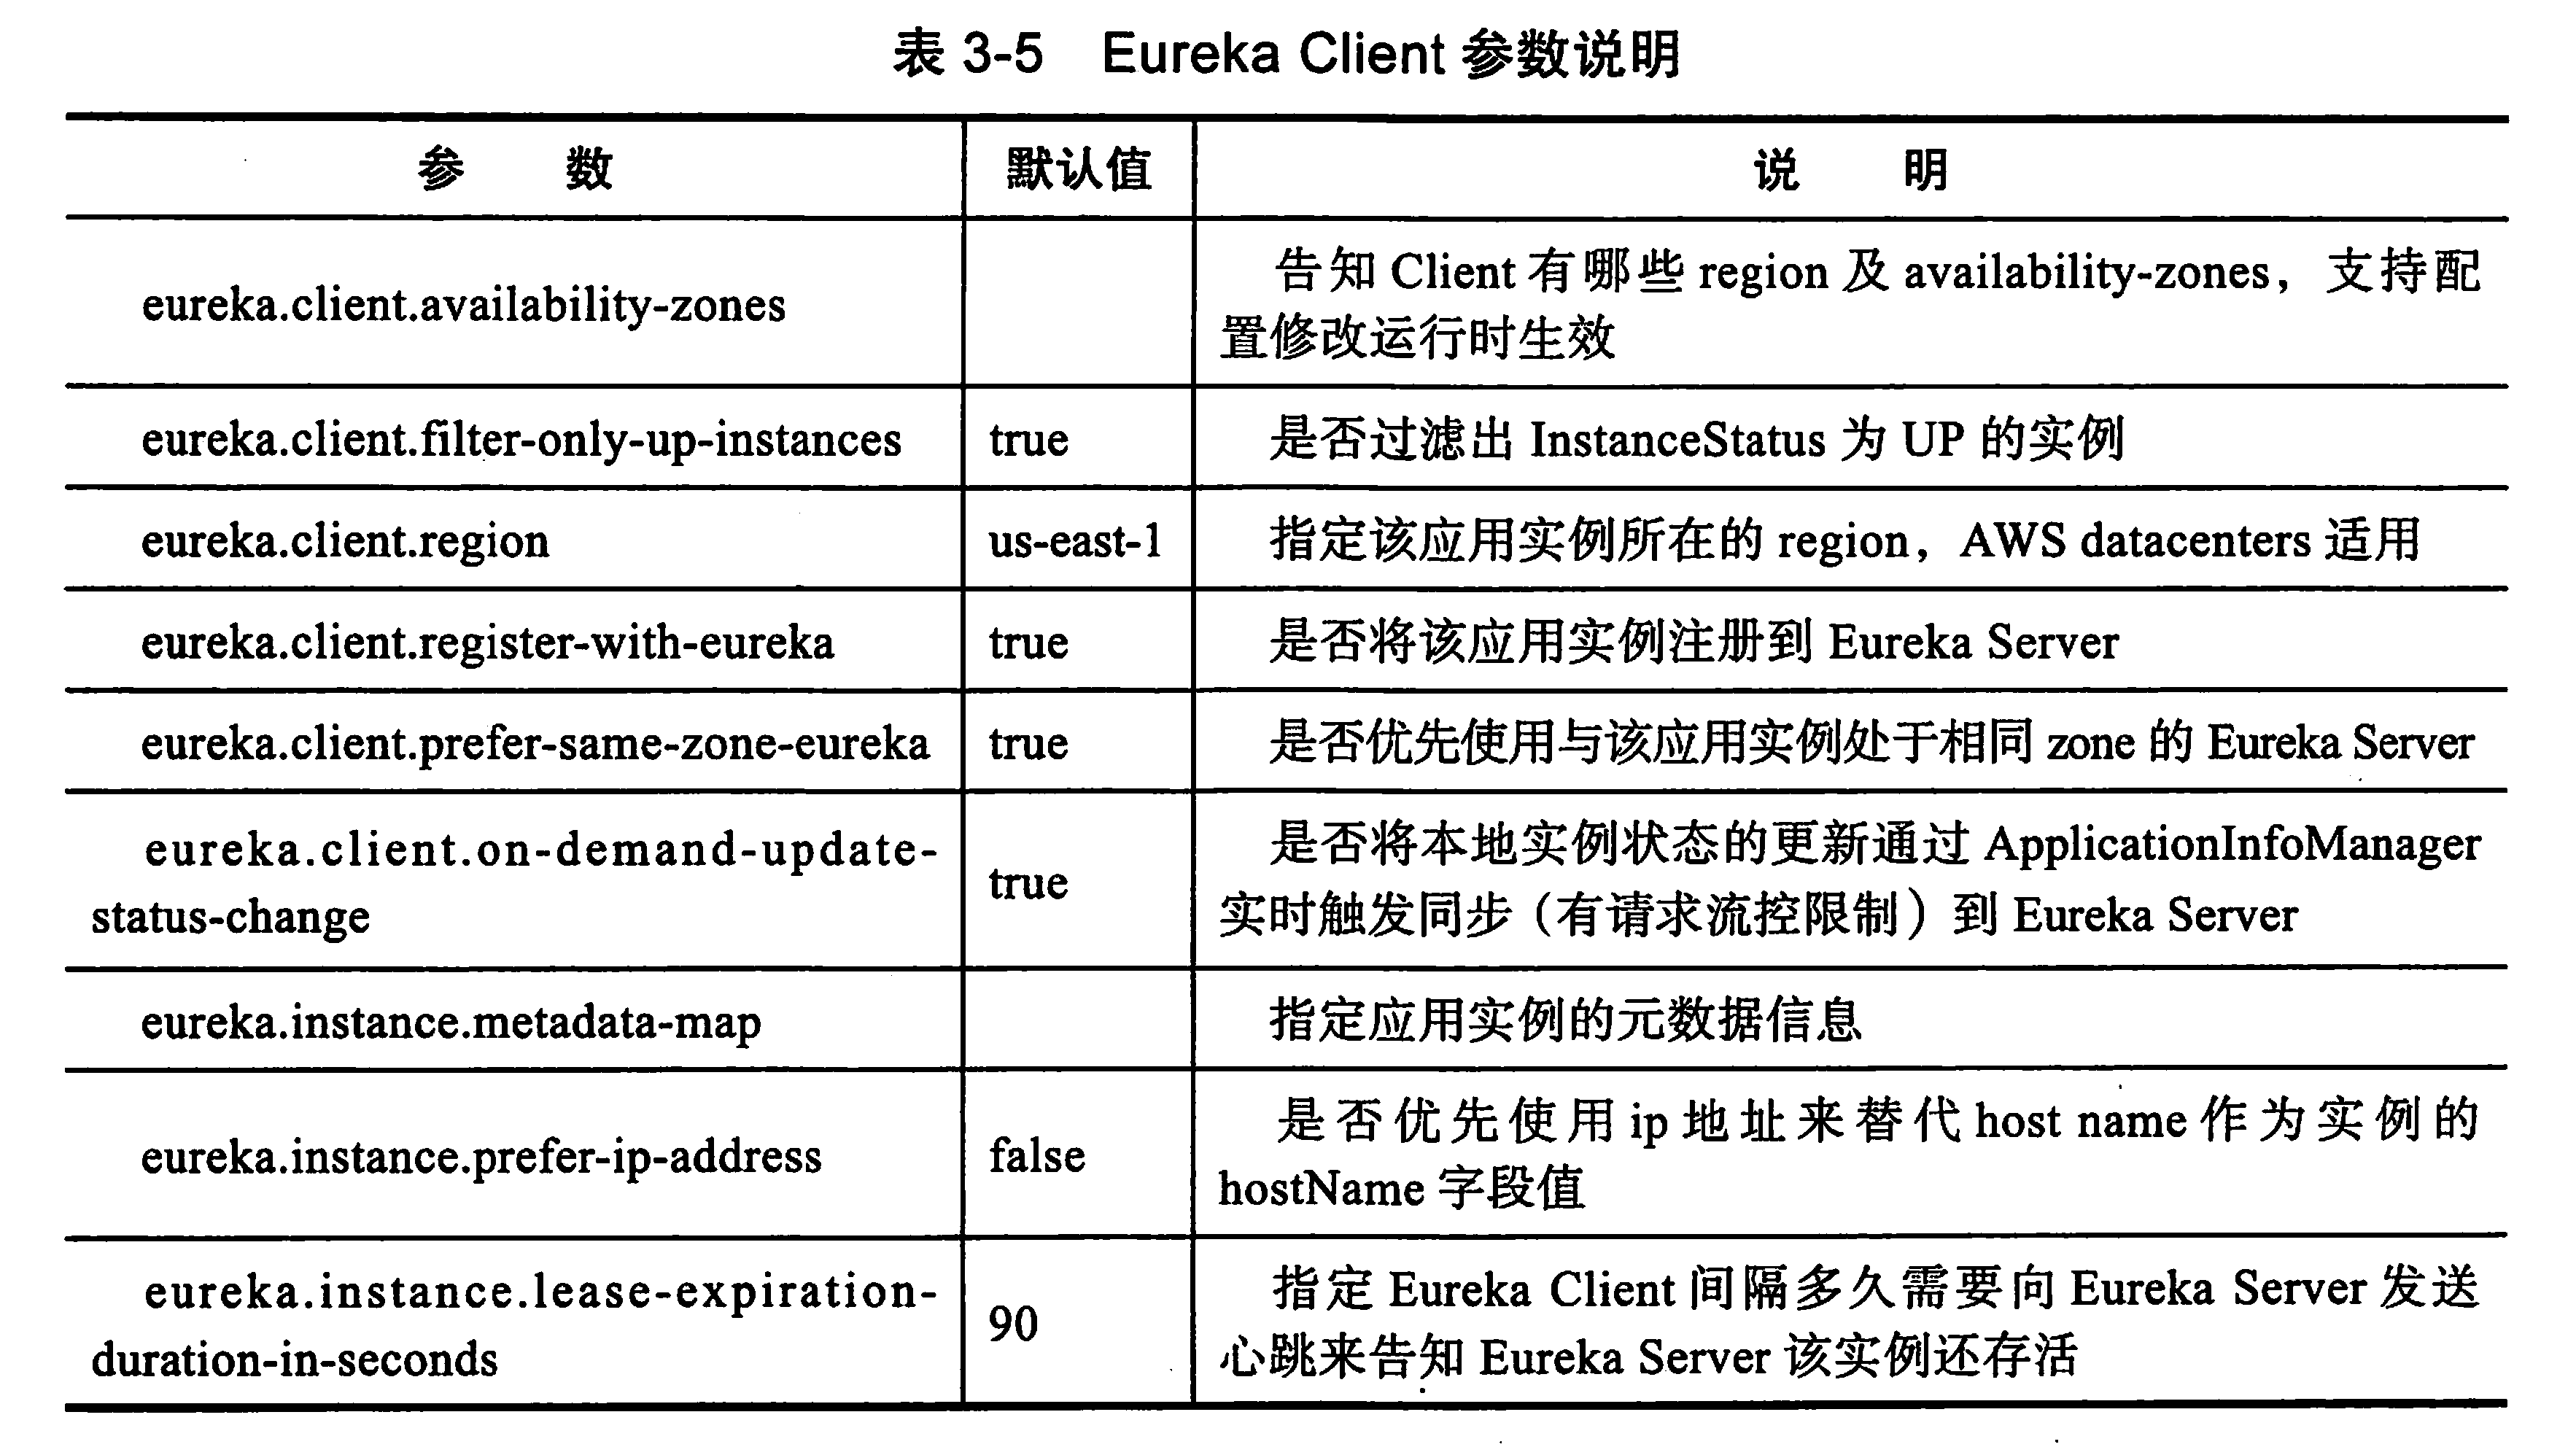 表 3-5 Eureka Client 参数说明
参 数 默认值 说 明
eureka.client.availability-zones
告知 Client 有哪些 region 及 availability-zones，支持配
置修改运行时生效
eureka.client.filter-only-up-instances true 是否过滤出 InstanceStatus 为 UP 的实例
eureka.client.region us-east-1 指定该应用实例所在的 region，AWS datacenters 适用
eureka.client.register-with-eureka true 是否将该应用实例注册到 Eureka Server
eureka.client.prefer-same-zone-eureka true 是否优先使用与该应用实例处于相同 zone 的 Eureka Server
eureka.client.on-demand-update-
status-change
true
是否将本地实例状态的更新通过 ApplicationInfoManager
实时触发同步（有请求流控限制）到 Eureka Server
eureka.instance.metadata-map 指定应用实例的元数据信息
eureka.instance.prefer-ip-address false
是否优先使用 ip 地址来替代 host name 作为实例的
hostName 字段值
eureka.instance.lease-expiration-
duration-in-seconds
90
指定 Eureka Client 间隔多久需要向 Eureka Server 发送
心跳来告知 Eureka Server 该实例还存活